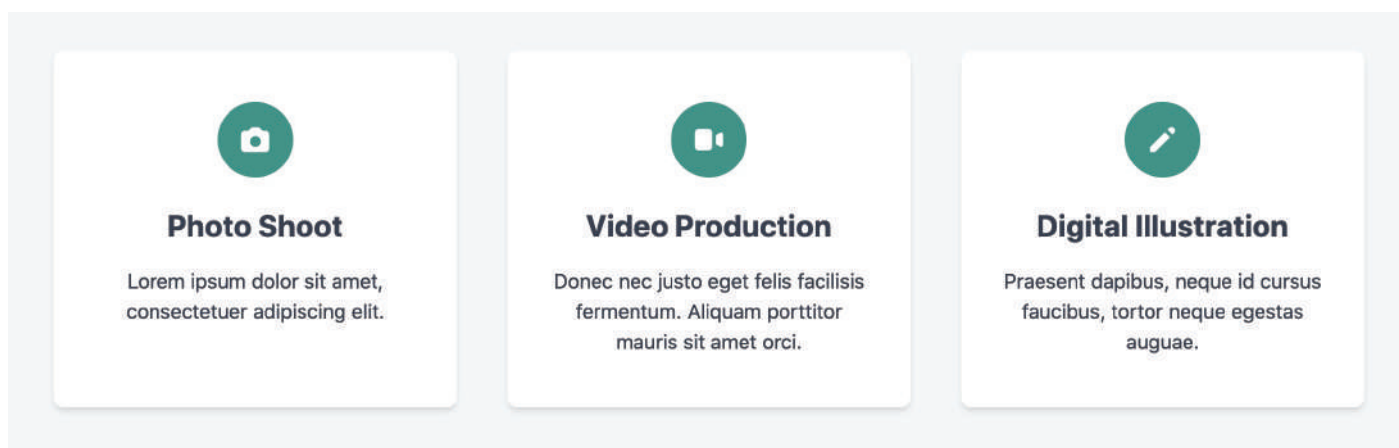 Photo Shoot
Lorem ipsum dolor sit amet,
consectetuer adipiscing elit.
Video Production
Donec nec justo eget felis facilisis
fermentum. Aliquam porttitor
mauris sit amet orci.
Digital Illustration
Praesent dapibus, neque id cursus
faucibus, tortor neque egestas
auguae.